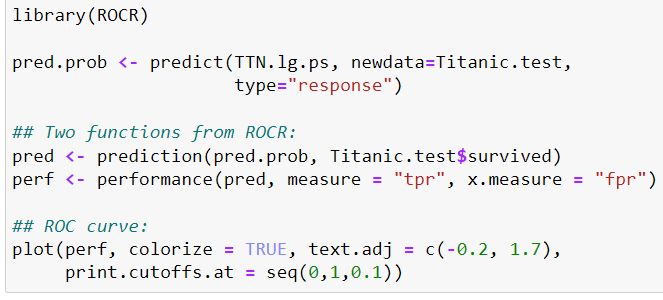 library(ROCR)
pred.prob <- predict(TTN.lg.ps, newdata=Titanic.test,
type="response")
## Two functions from ROCR:
pred <- prediction(pred.prob, Titanic.test$survived)
perf <- performance(pred, measure = "tpr", x.measure = "fpr")
## ROC curve:
plot(perf, colorize = TRUE, text.adj = c(-0.2, 1.7),
print.cutoffs.at = seq(0,1,0.1))